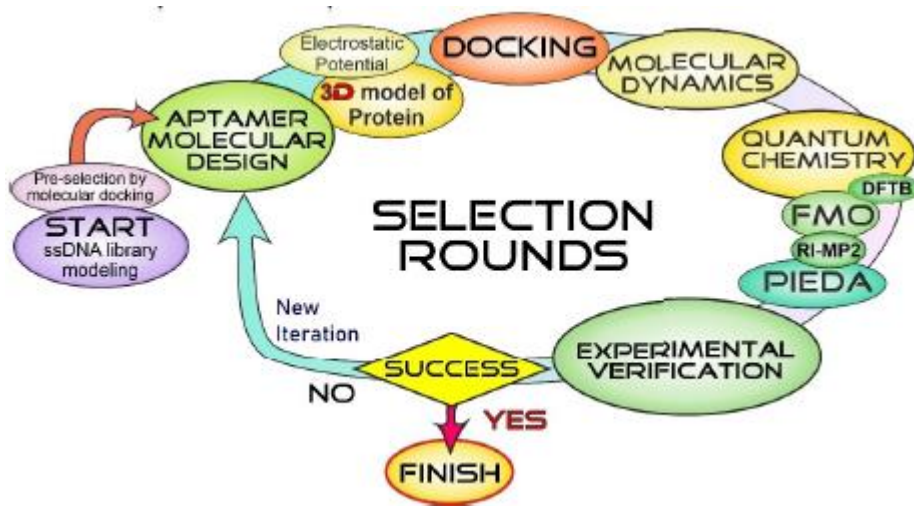 Electrostatic
Potential
3D model of
Protein
DOCKING
MOLECULAR
DYNAMICS
APTAMER
MOLECULAR
DESIGN
QUANTUM
CHEMISTRY
DFTB
FMO
RI-MP2
PIEDA
Pre-selection by
molecular docking
START
ssDNA library
modeling
SELECTION
ROUNDS
New
Iteration
EXPERIMENTAL
VERIFICATION
SUCCESS
NO
YES
FINISH